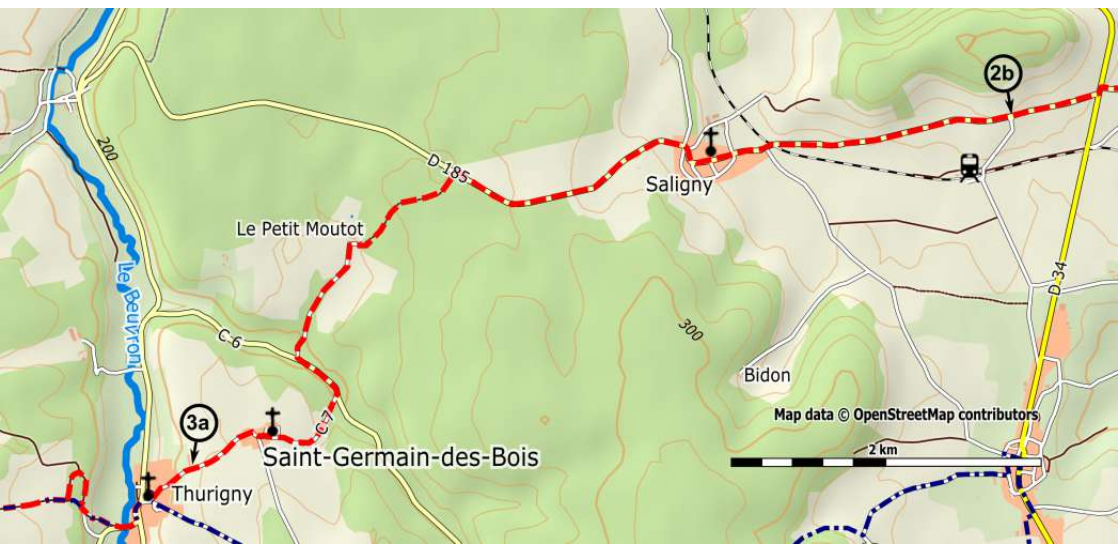 2b
200
D 185
Saligny
Le Petit Moutot
Le Beuvron
D 34
C 6
300
Bidon
Map data © OpenStreetMap contributors
3a
C 7
2 km
Saint-Germain-des-Bois
Thurigny